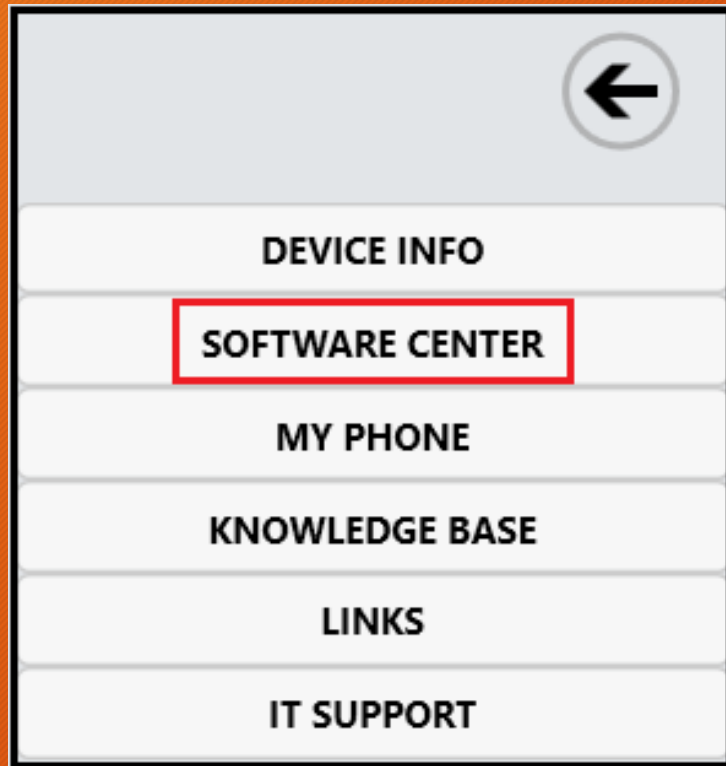 DEVICE INFO
SOFTWARE CENTER
MY PHONE
KNOWLEDGE BASE
LINKS
IT SUPPORT